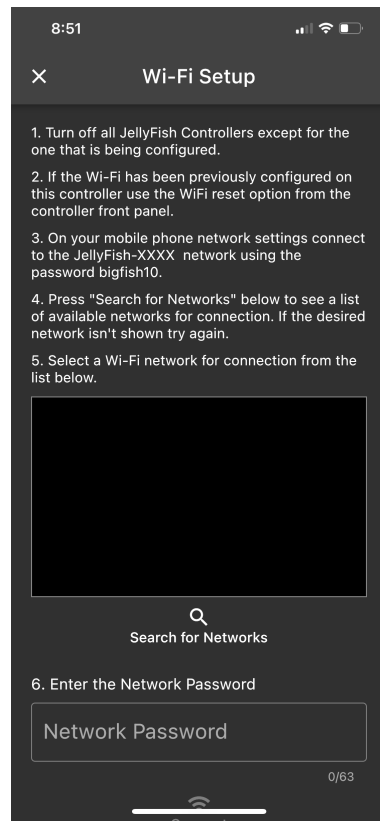 8:51
Wi-Fi Setup
1. Turn off all JellyFish Controllers except for the
one that is being configured.
2. If the Wi-Fi has been previously configured on
this controller use the WiFi reset option from the
controller front panel.
3. On your mobile phone network settings connect
to the JellyFish-XXXX network using the
password bigfish10.
4. Press "Search for Networks" below to see a list
of available networks for connection. If the desired
network isn't shown try again.
5. Select a Wi-Fi network for connection from the
list below.
Search for Networks
6. Enter the Network Password
Network Password
0/63